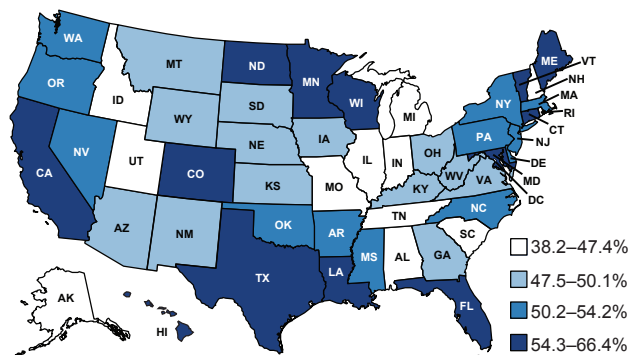 WA
ME
VT
MT
ND
MN
NH
OR
ID
SD
WI
NY
MA
MI
RI
WY
CT
PA
IA
NJ
NE
OH
NV
IL
IN
DE
UT
CO
WV
MD
CA
KS
MO
KY
VA
DC
NC
TN
OK
AZ
NM
AR
SC
MS
AL
GA
TX
LA
AK
HI
FL
38.2–47.4%
47.5–50.1%
50.2–54.2%
54.3–66.4%